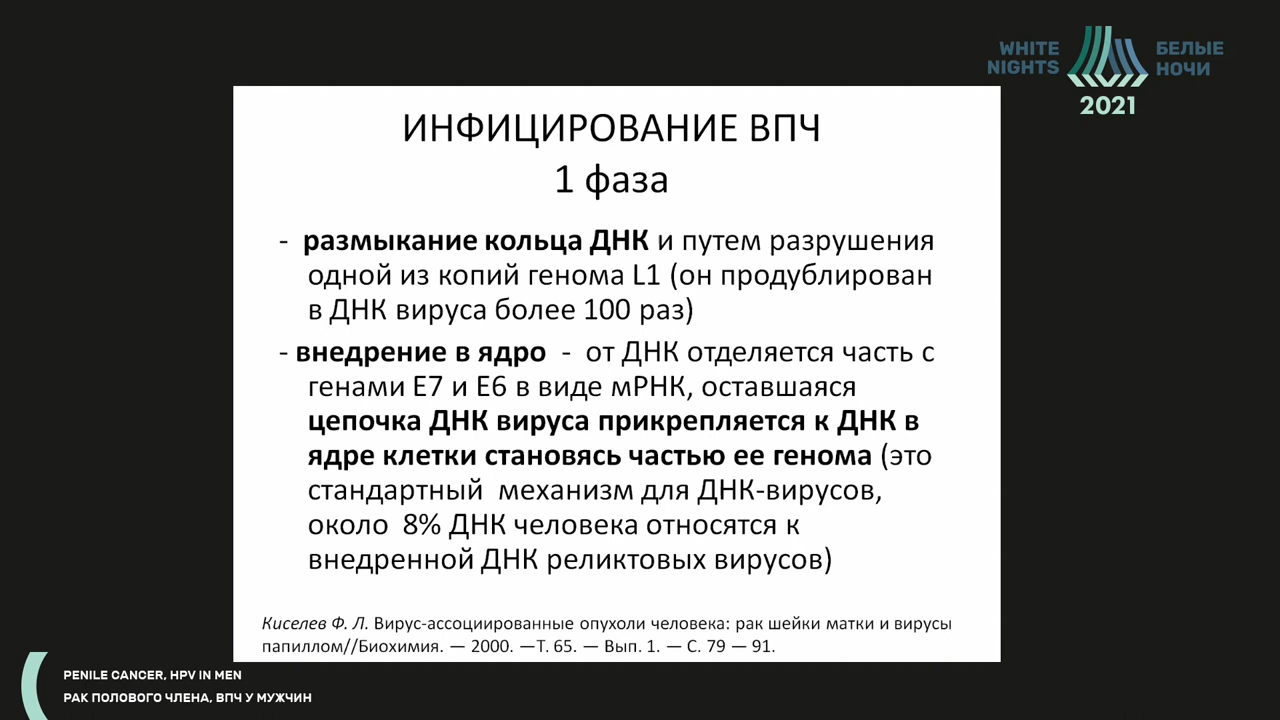 WHITE NIGHTS
БЕЛЫЕ НОЧИ
2021
ИНФИЦИРОВАНИЕ ВПЧ
1 фаза
- размыкание кольца ДНК и путем разрушения
одной из копий генома L1 (он продублирован
в ДНК вируса более 100 раз)
- внедрение в ядро - от ДНК отделяется часть с
генами E7 и E6 в виде мРНК, оставшаяся
цепочка ДНК вируса прикрепляется к ДНК в
ядре клетки становясь частью ее генома (это
стандартный механизм для ДНК-вирусов,
около 8% ДНК человека относятся к
внедренной ДНК реликтовых вирусов)
Киселев Ф. Л. Вирус-ассоциированные опухоли человека: рак шейки матки и вирусы
папиллом//Биохимия. — 2000. —Т. 65. — Вып. 1. — С. 79 — 91.
PENILE CANCER, HPV IN MEN
РАК ПОЛОВОГО ЧЛЕНА, ВПЧ У МУЖЧИН